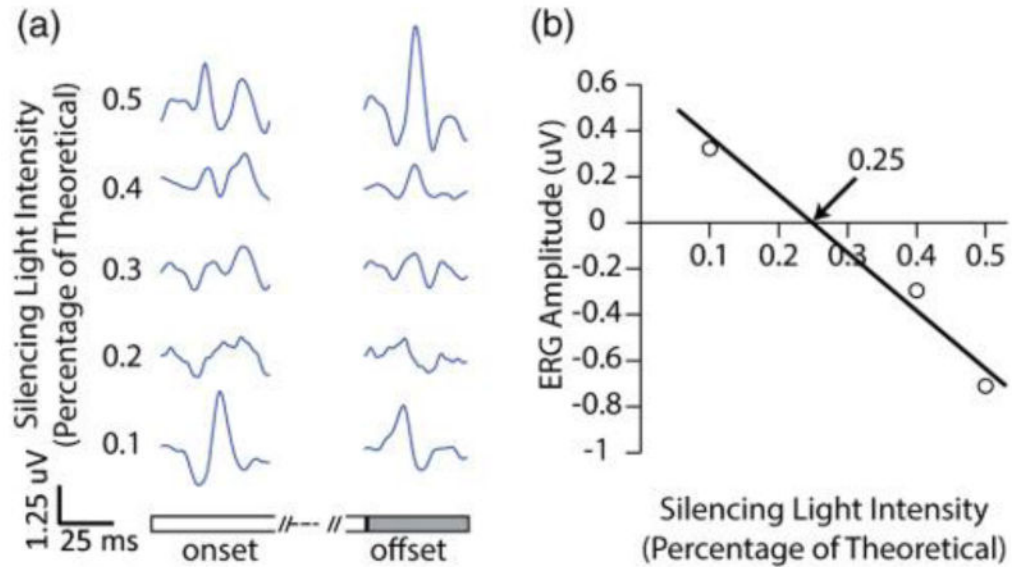 (a)
Silencing Light Intensity
(Percentage of Theoretical)
0.5
0.4
0.3
0.2
0.1
1.25 uV
25 ms
onset
offset
(b)
ERG Amplitude (uV)
0.6
0.4
0.2
0
-0.2
-0.4
-0.6
-0.8
-1
0.25
0.1 0.2 0.3 0.4 0.5
Silencing Light Intensity
(Percentage of Theoretical)